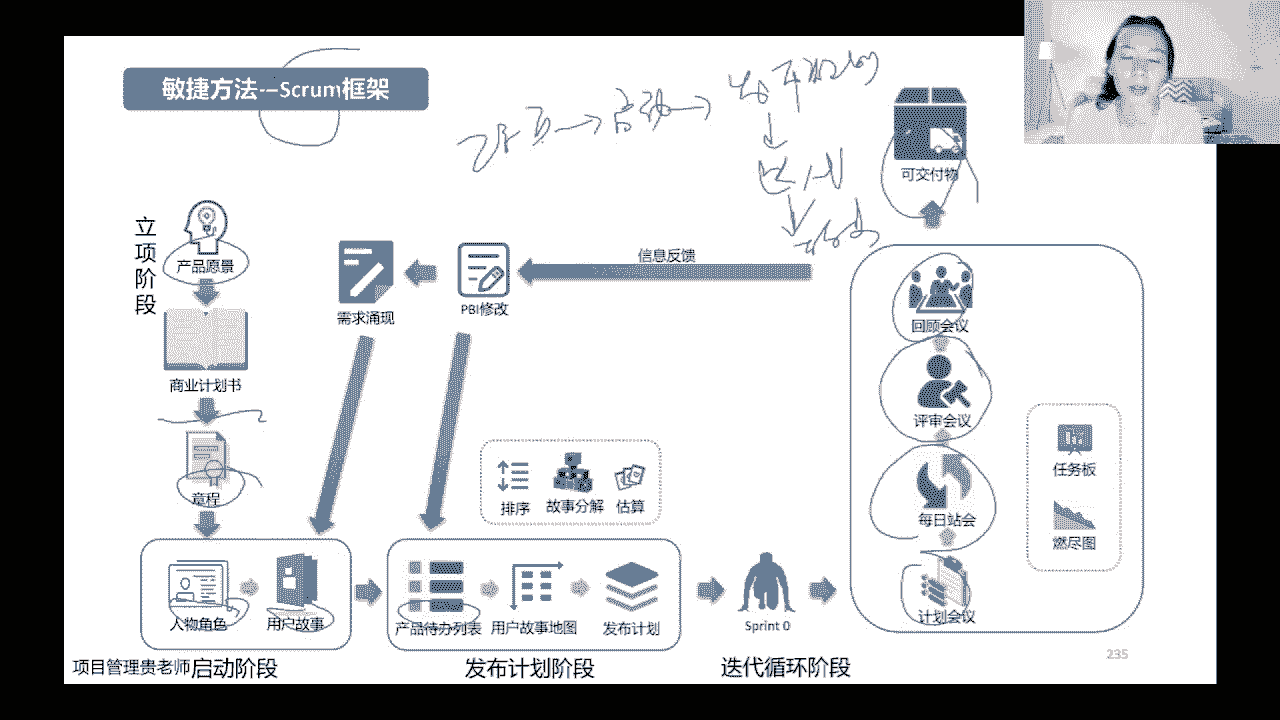 敏捷方法--Scrum框架
立项 → 启动 →
可交付物
立项阶段
产品愿景
信息反馈
需求涌现
PBI修改
回顾会议
商业计划书
评审会议
任务板
章程
排序
故事分解
估算
每日站会
燃尽图
人物角色
用户故事
产品待办列表
用户故事地图
发布计划
Sprint 0
计划会议
235
项目管理贵老师
启动阶段
发布计划阶段
迭代循环阶段